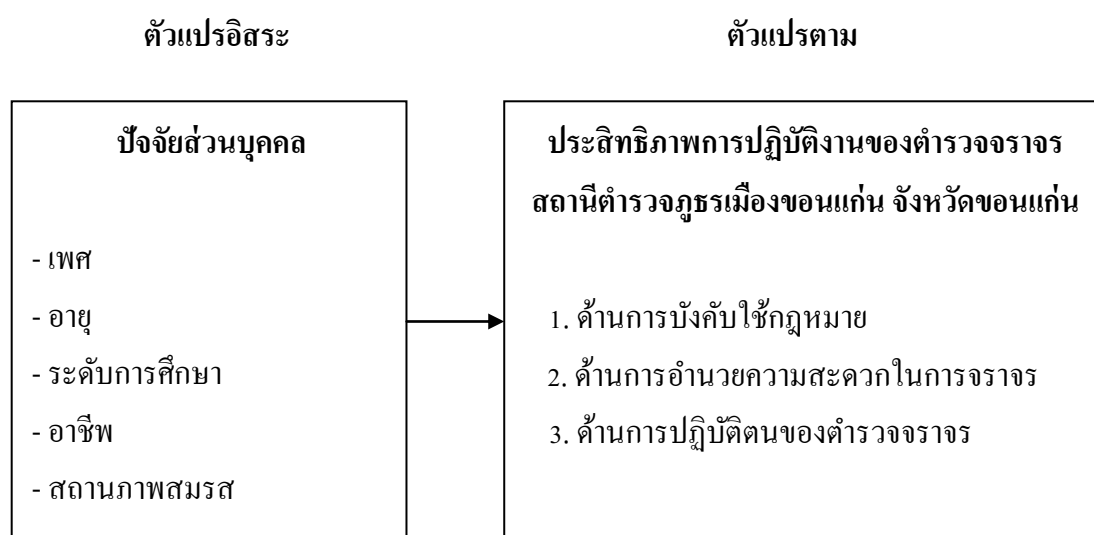 ตัวแปรอิสระ
ตัวแปรตาม
ปัจจัยส่วนบุคคล
- เพศ
- อายุ
- ระดับการศึกษา
- อาชีพ
- สถานภาพสมรส
ประสิทธิภาพการปฏิบัติงานของตำรวจจราจร
สถานีตำรวจภูธรเมืองขอนแก่น จังหวัดขอนแก่น
1. ด้านการบังคับใช้กฎหมาย
2. ด้านการอำนวยความสะดวกในการจราจร
3. ด้านการปฏิบัติตนของตำรวจจราจร